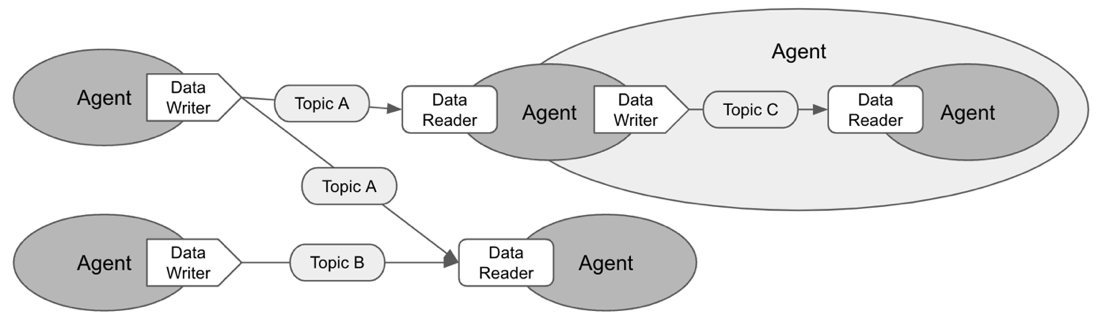 Agent
Agent
Data
Writer
Topic A
Data
Reader
Agent
Data
Writer
Topic C
Data
Reader
Agent
Topic A
Agent
Data
Writer
Topic B
Data
Reader
Agent